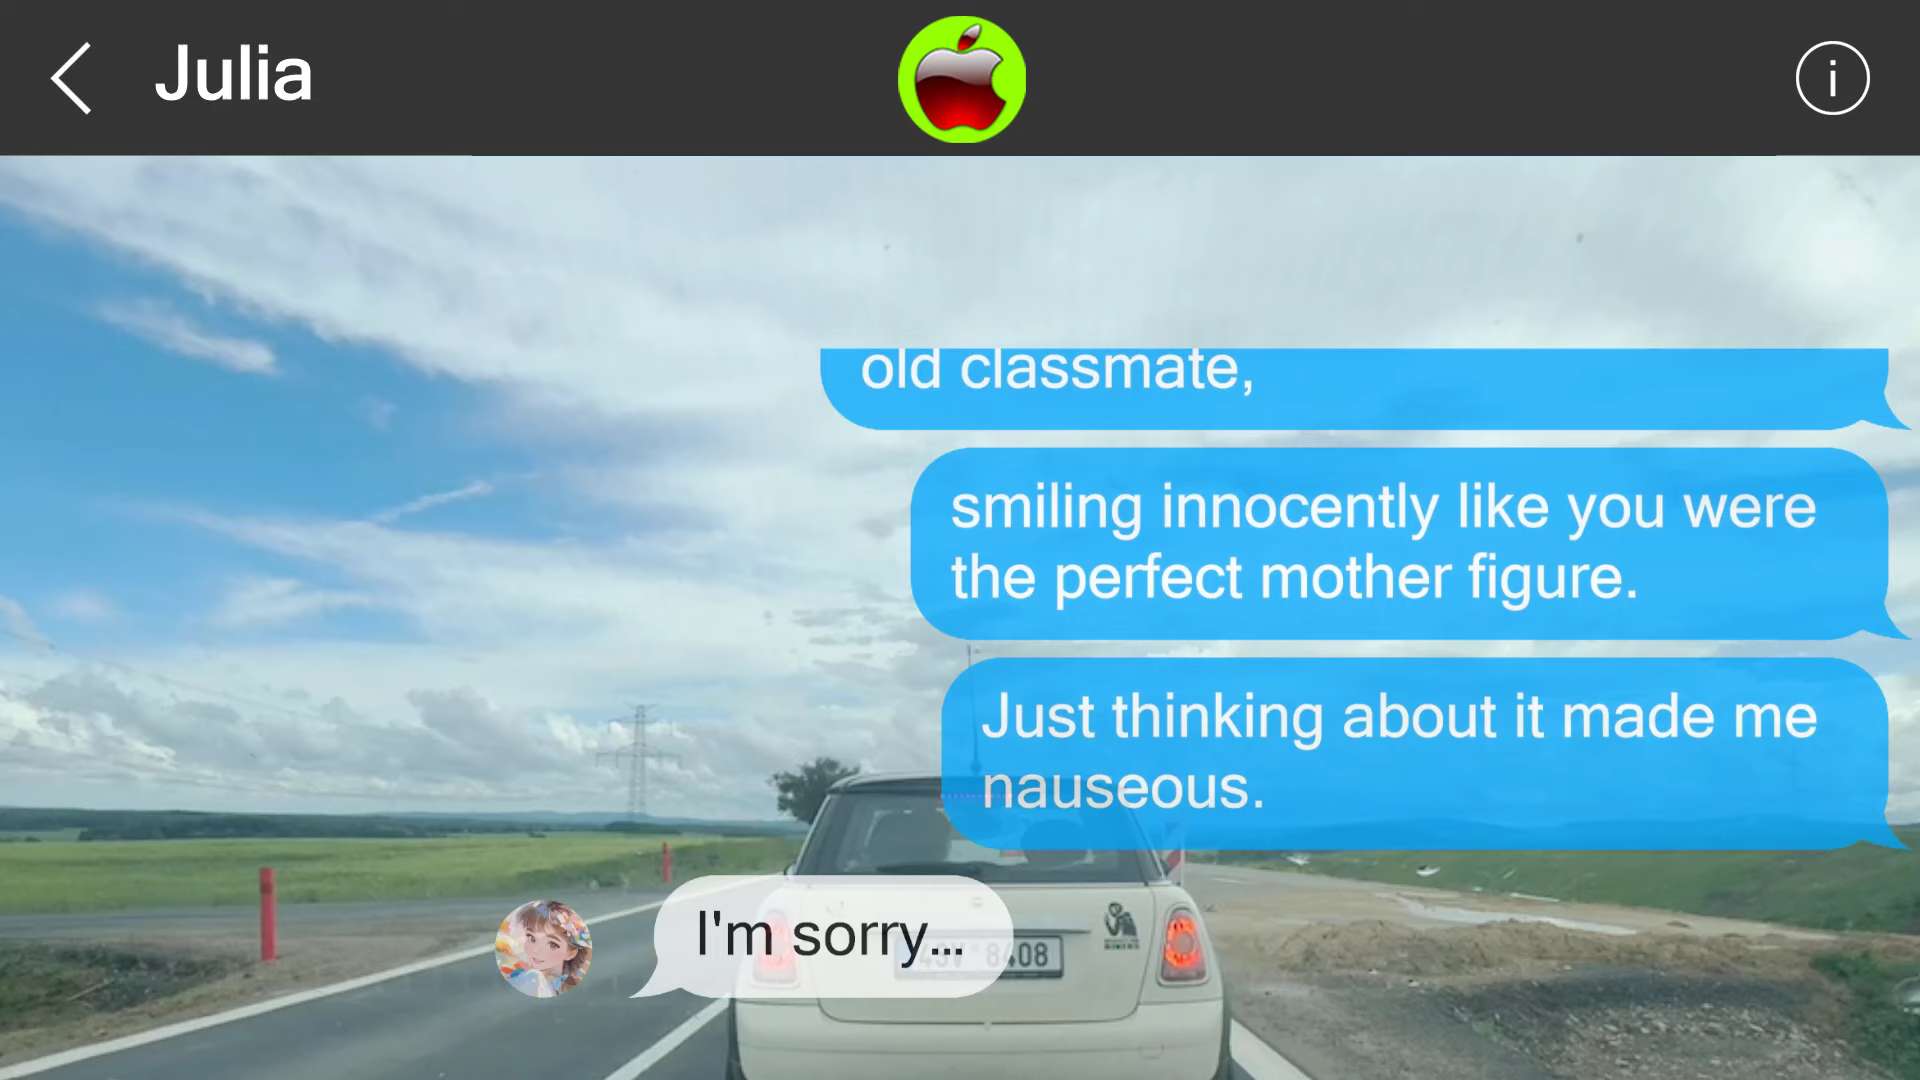 Julia
old classmate,
smiling innocently like you were
the perfect mother figure.
Just thinking about it made me
nauseous.
I'm sorry...
8408